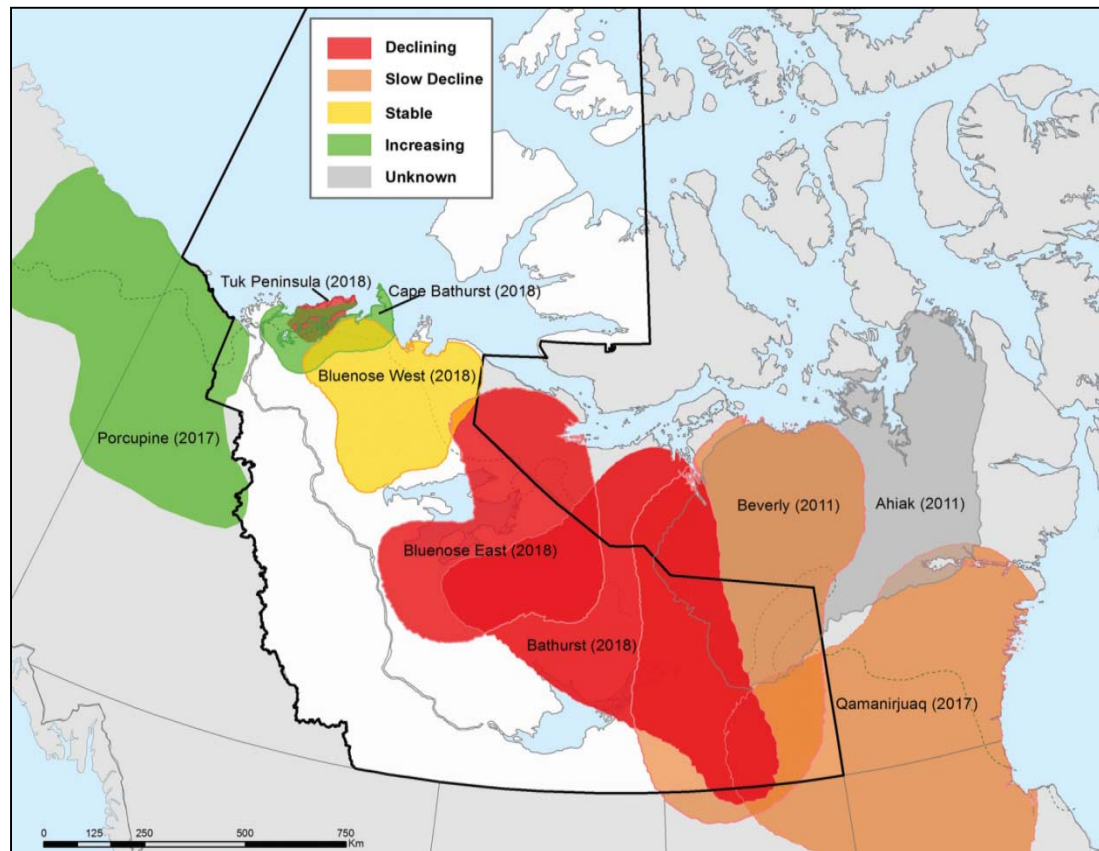 Declining
Slow Decline
Stable
Increasing
Unknown
Tuk Peninsula (2018)
Cape Bathurst (2018)
Bluenose West (2018)
Porcupine (2017)
Beverly (2011)
Ahiak (2011)
Bluenose East (2018)
Bathurst (2018)
Qamanirjuaq (2017)
0 125 250 500 750
Km